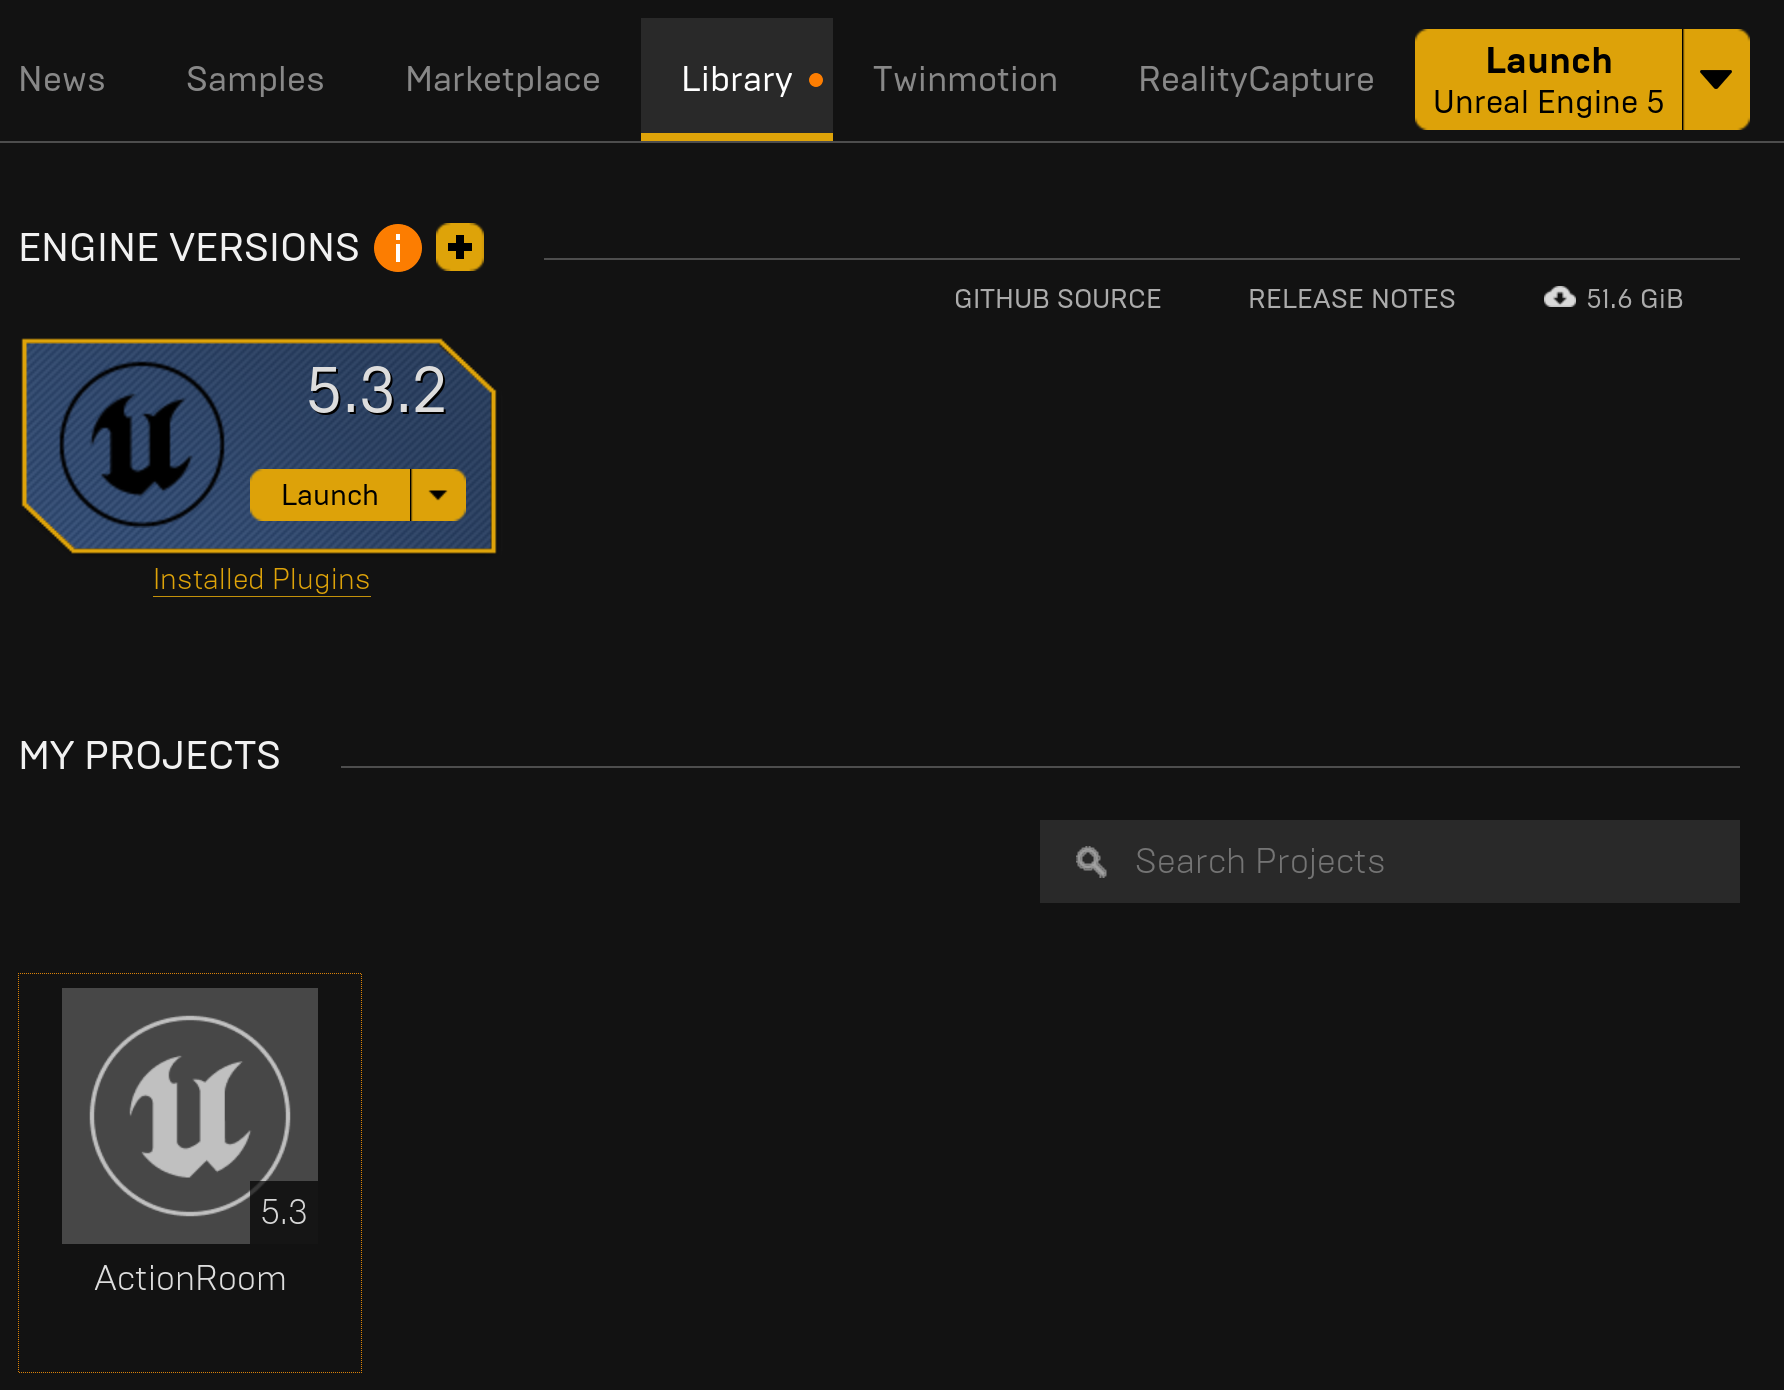 News
Samples
Marketplace
Library
Twinmotion
RealityCapture
Launch
Unreal Engine 5
ENGINE VERSIONS
GITHUB SOURCE
RELEASE NOTES
51.6 GiB
5.3.2
Launch
Installed Plugins
MY PROJECTS
Search Projects
5.3
ActionRoom